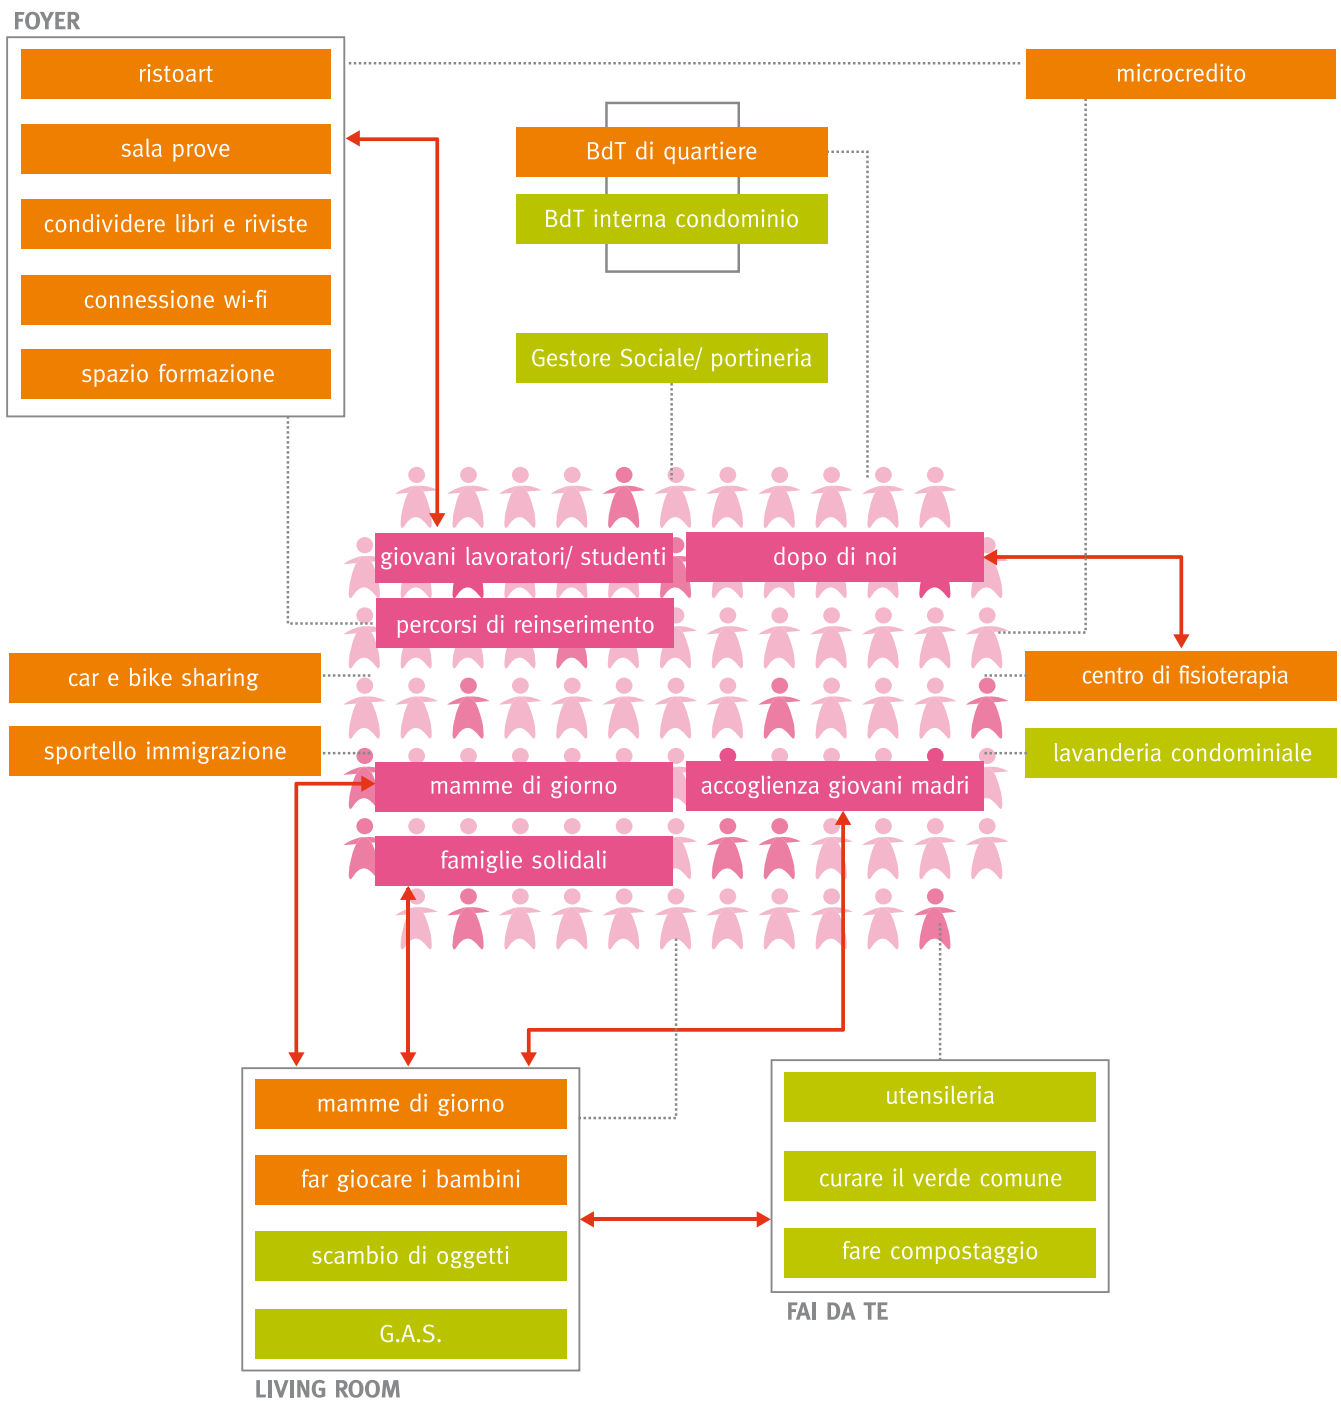 FOYER
ristoart
sala prove
condividere libri e riviste
connessione wi-fi
spazio formazione
microcredito
BdT di quartiere
BdT interna condominio
Gestore Sociale/ portineria
giovani lavoratori/ studenti
dopo di noi
percorsi di reinserimento
car e bike sharing
centro di fisioterapia
sportello immigrazione
lavanderia condominiale
mamme di giorno
accoglienza giovani madri
famiglie solidali
mamme di giorno
far giocare i bambini
scambio di oggetti
G.A.S.
LIVING ROOM
utensileria
curare il verde comune
fare compostaggio
FAI DA TE